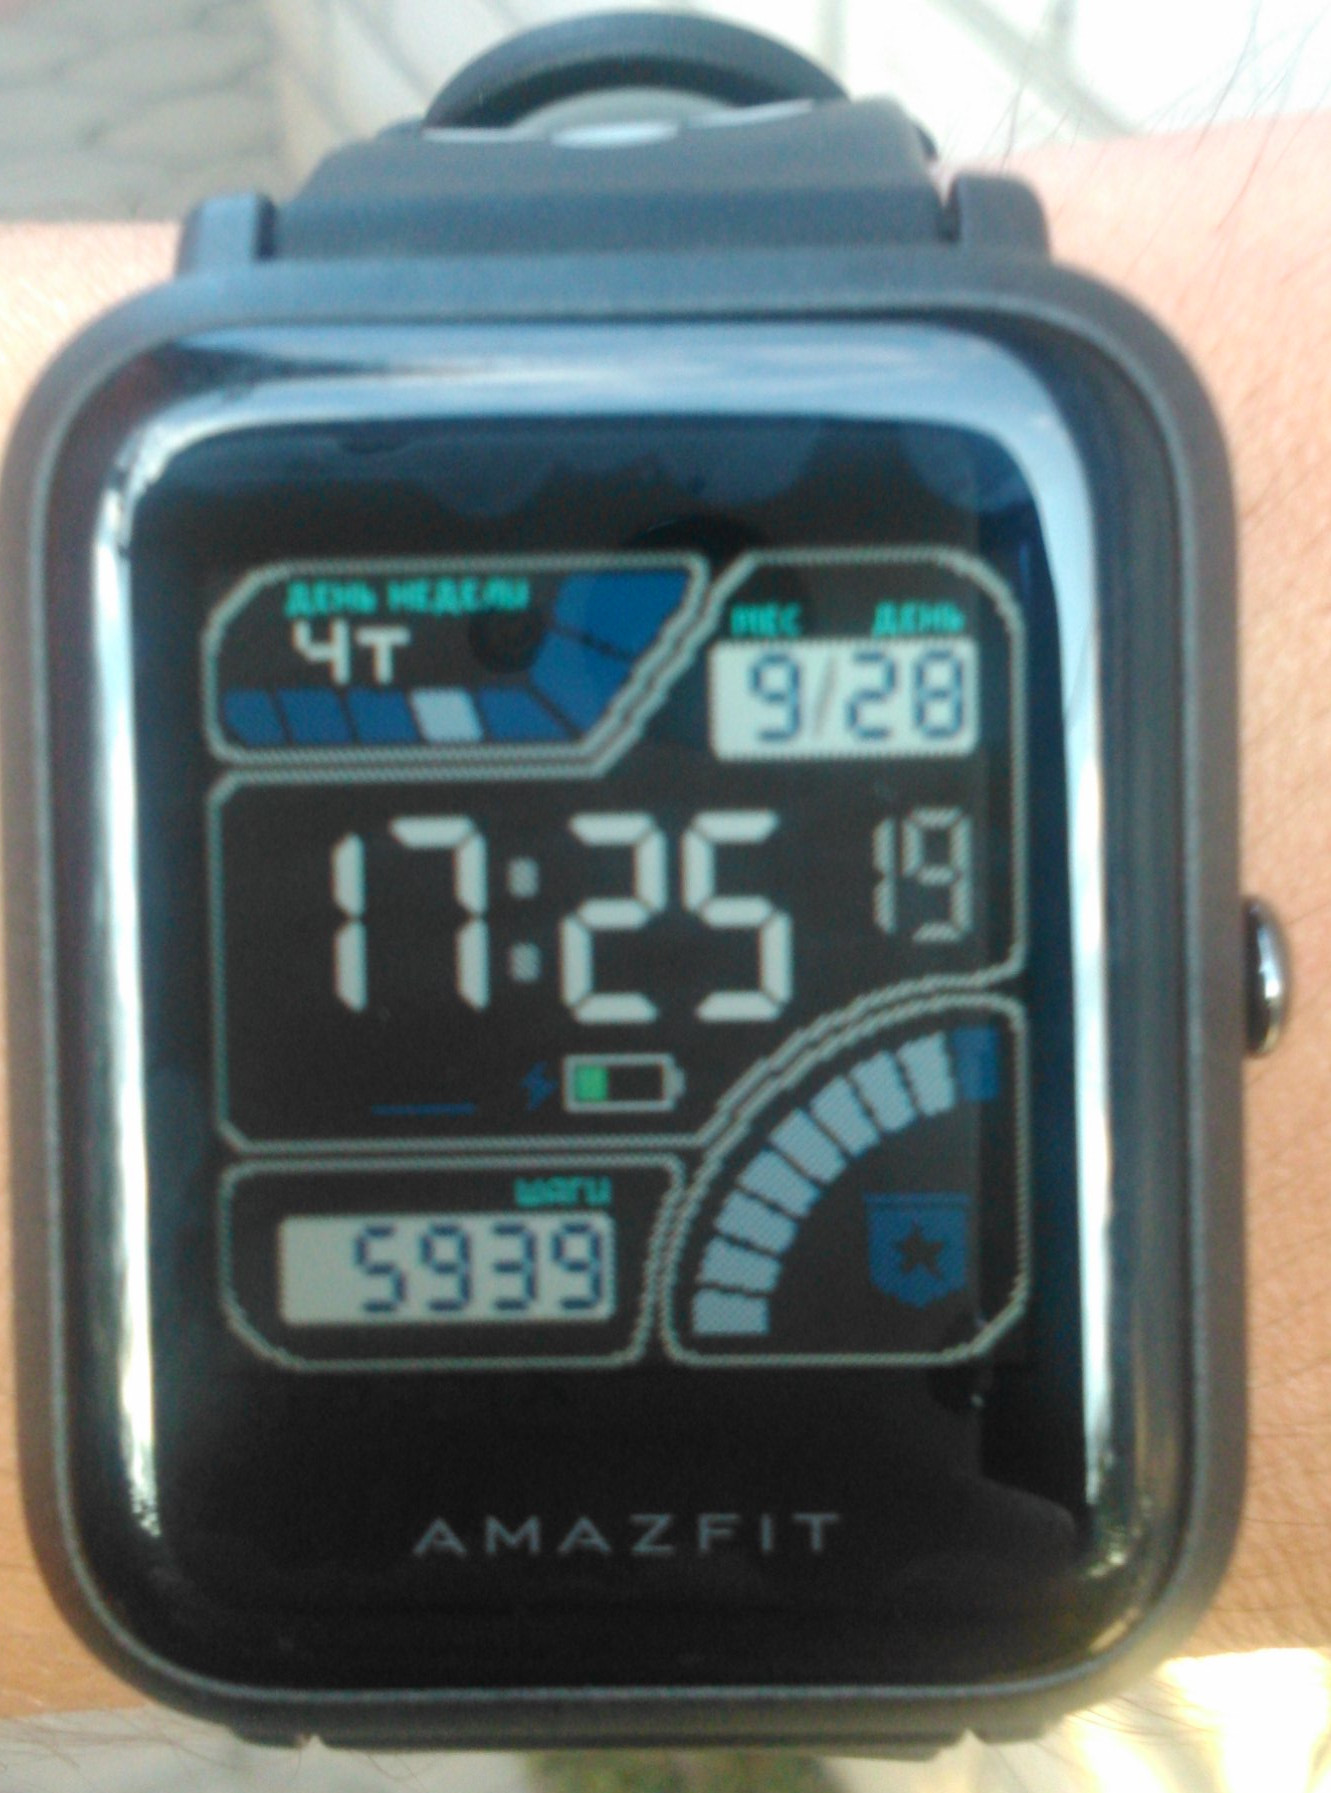 ДЕНЬ НЕДЕЛИ
ЧТ
МЕС ДЕНЬ
9/28
17:25 19
ШАГИ
5939
AMAZFIT